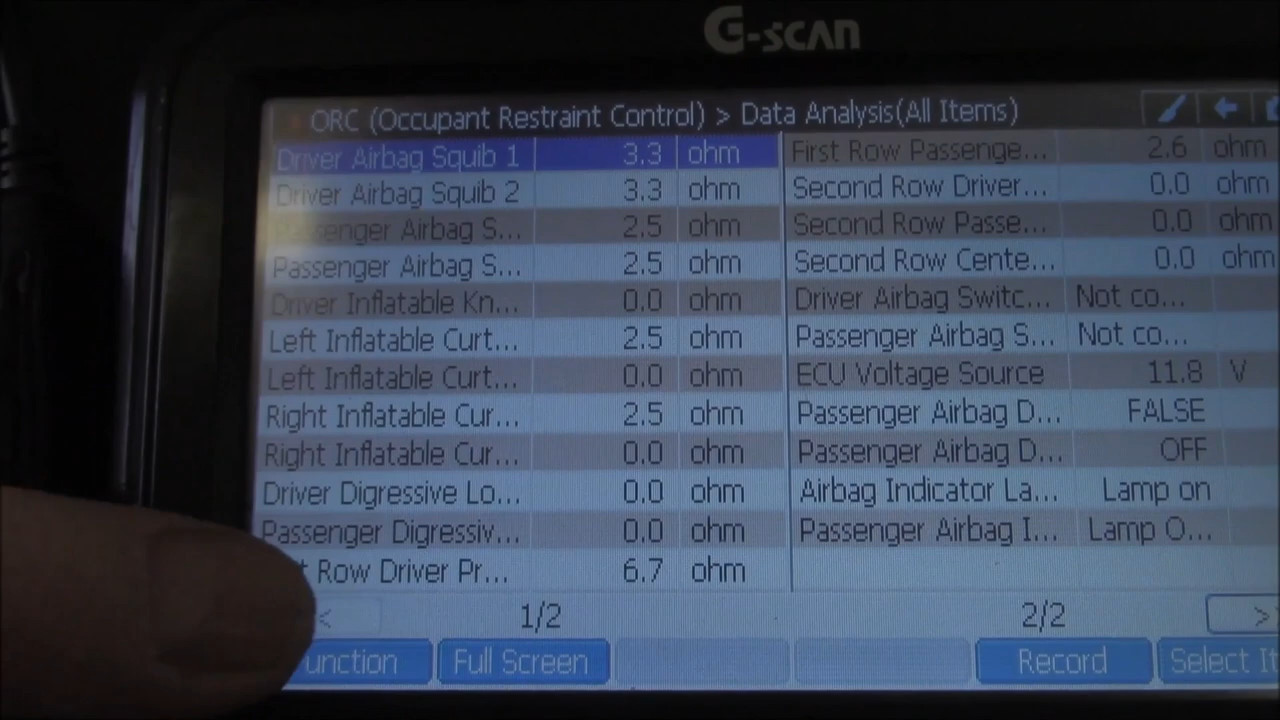 G-SCAN
ORC (Occupant Restraint Control) > Data Analysis(All Items)
Driver Airbag Squib 1 3.3 ohm
Driver Airbag Squib 2 3.3 ohm
Passenger Airbag S... 2.5 ohm
Passenger Airbag S... 2.5 ohm
Driver Inflatable Kn... 0.0 ohm
Left Inflatable Curt... 2.5 ohm
Left Inflatable Curt... 0.0 ohm
Right Inflatable Cur... 2.5 ohm
Right Inflatable Cur... 0.0 ohm
Driver Digressive Lo... 0.0 ohm
Passenger Digressiv... 0.0 ohm
Row Driver Pr... 6.7 ohm
First Row Passenge... 2.6 ohm
Second Row Driver... 0.0 ohm
Second Row Passe... 0.0 ohm
Second Row Cente... 0.0 ohm
Driver Airbag Switc... Not co...
Passenger Airbag S... Not co...
ECU Voltage Source 11.8 V
Passenger Airbag D... FALSE
Passenger Airbag D... OFF
Airbag Indicator La... Lamp on
Passenger Airbag I... Lamp O...
< 1/2 2/2 >
unction Full Screen Record Select It